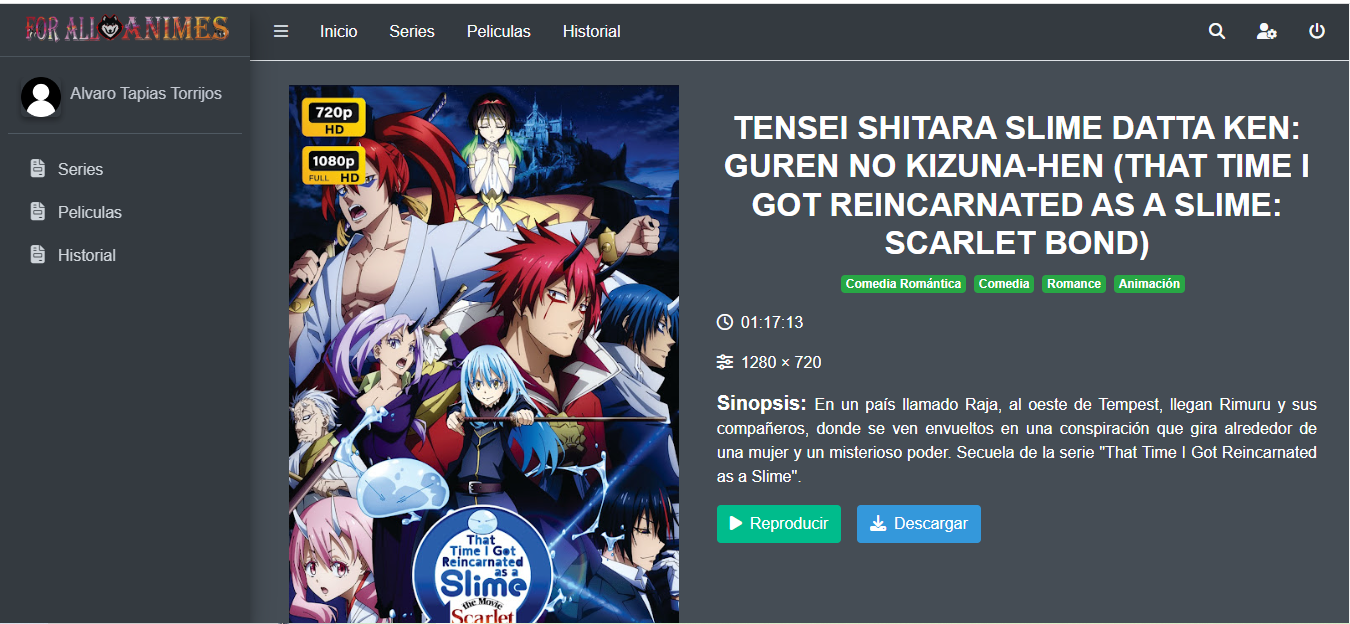 FOR ALL ANIMES
Inicio Series Peliculas Historial
Alvaro Tapias Torrijos
Series
Peliculas
Historial
720p
HD
1080p
FULL HD
That
Time I Got
Reincarnated
as a
Slime
the Movie
Scarlet
TENSEI SHITARA SLIME DATTA KEN:
GUREN NO KIZUNA-HEN (THAT TIME I
GOT REINCARNATED AS A SLIME:
SCARLET BOND)
Comedia Romántica Comedia Romance Animación
01:17:13
1280 × 720
Sinopsis: En un país llamado Raja, al oeste de Tempest, llegan Rimuru y sus
compañeros, donde se ven envueltos en una conspiración que gira alrededor de
una mujer y un misterioso poder. Secuela de la serie "That Time I Got Reincarnated
as a Slime".
Reproducir Descargar